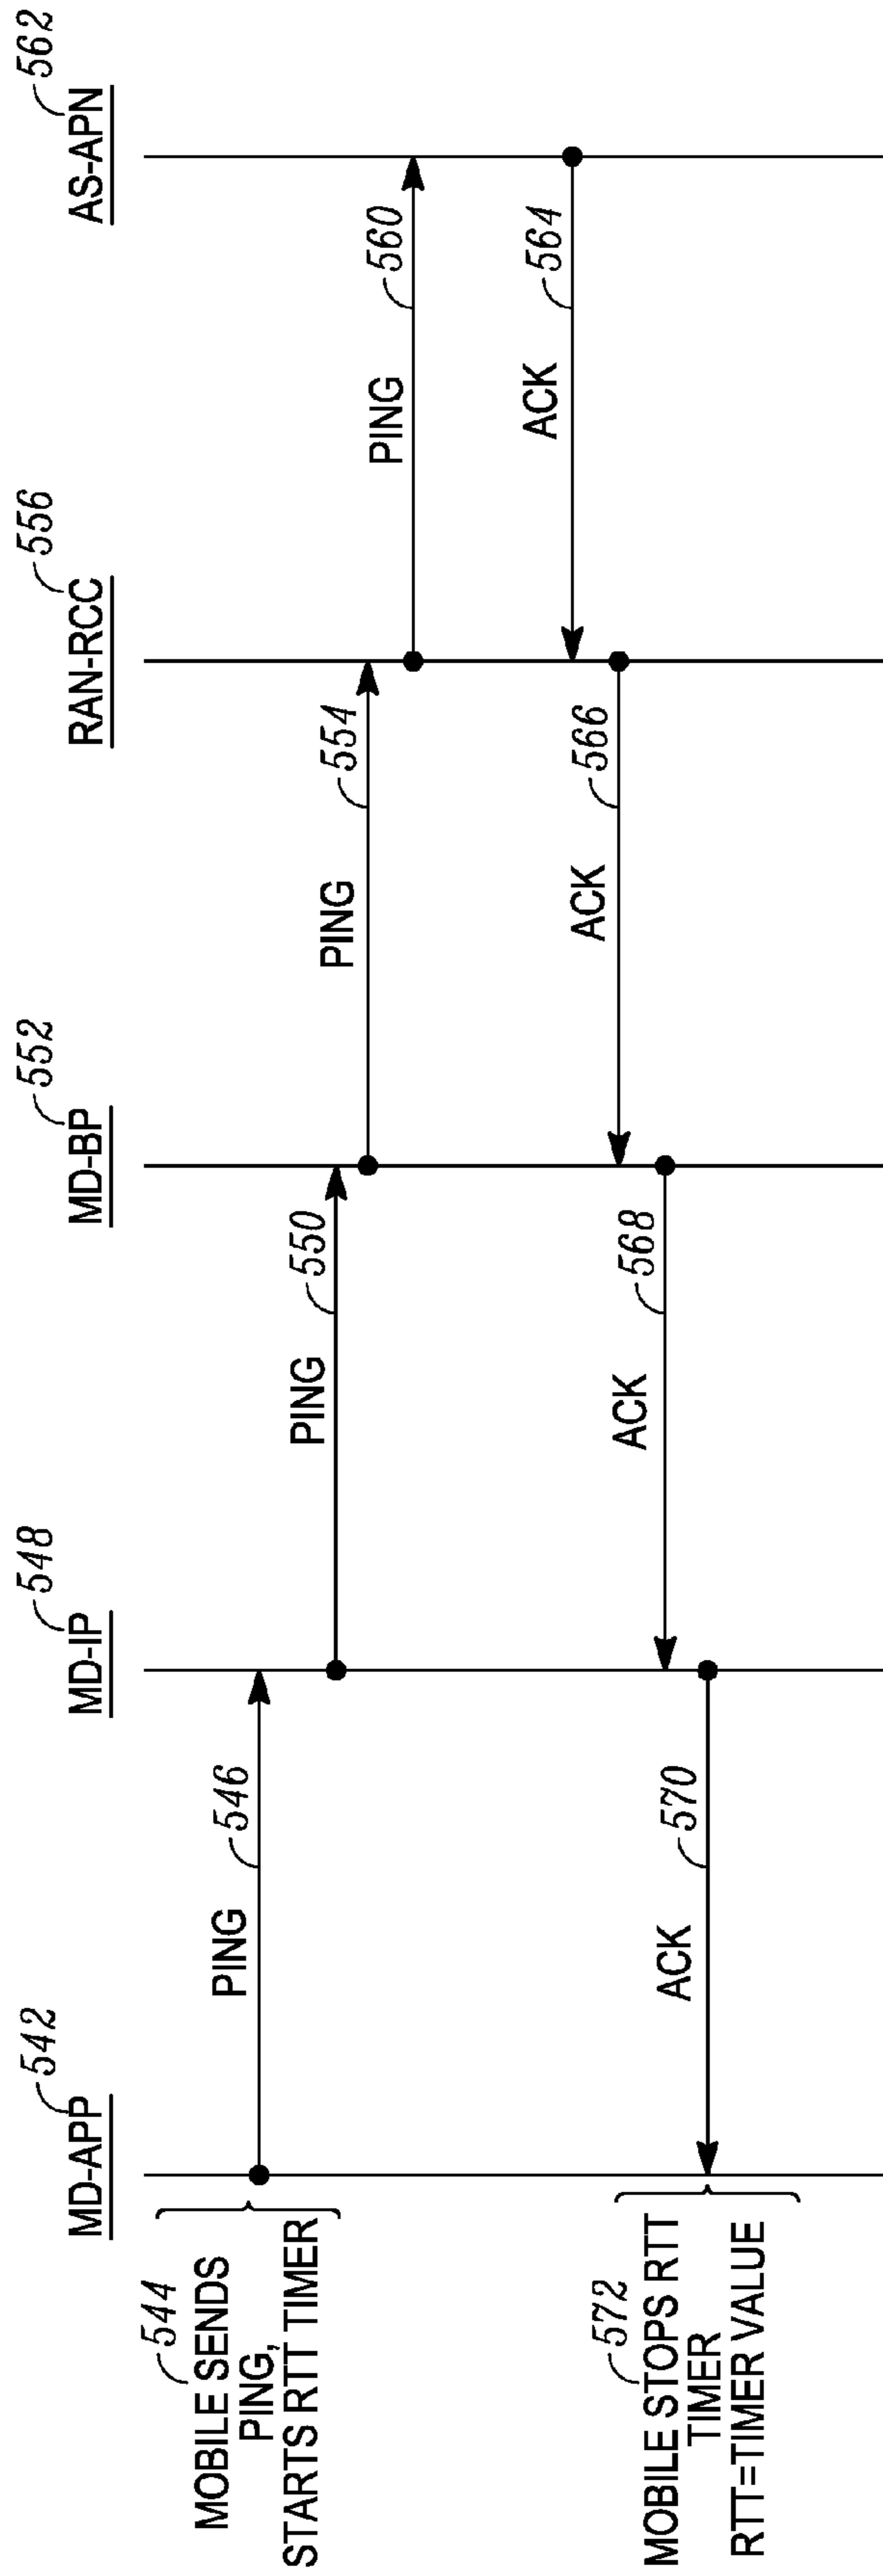 MD-APP 542
MD-IP 548
MD-BP 552
RAN-RCC 556
AS-APN 562
544
MOBILE SENDS
PING,
STARTS RTT TIMER
PING 546
PING 550
PING 554
PING 560
ACK 564
ACK 566
ACK 568
ACK 570
572
MOBILE STOPS RTT
TIMER
RTT=TIMER VALUE